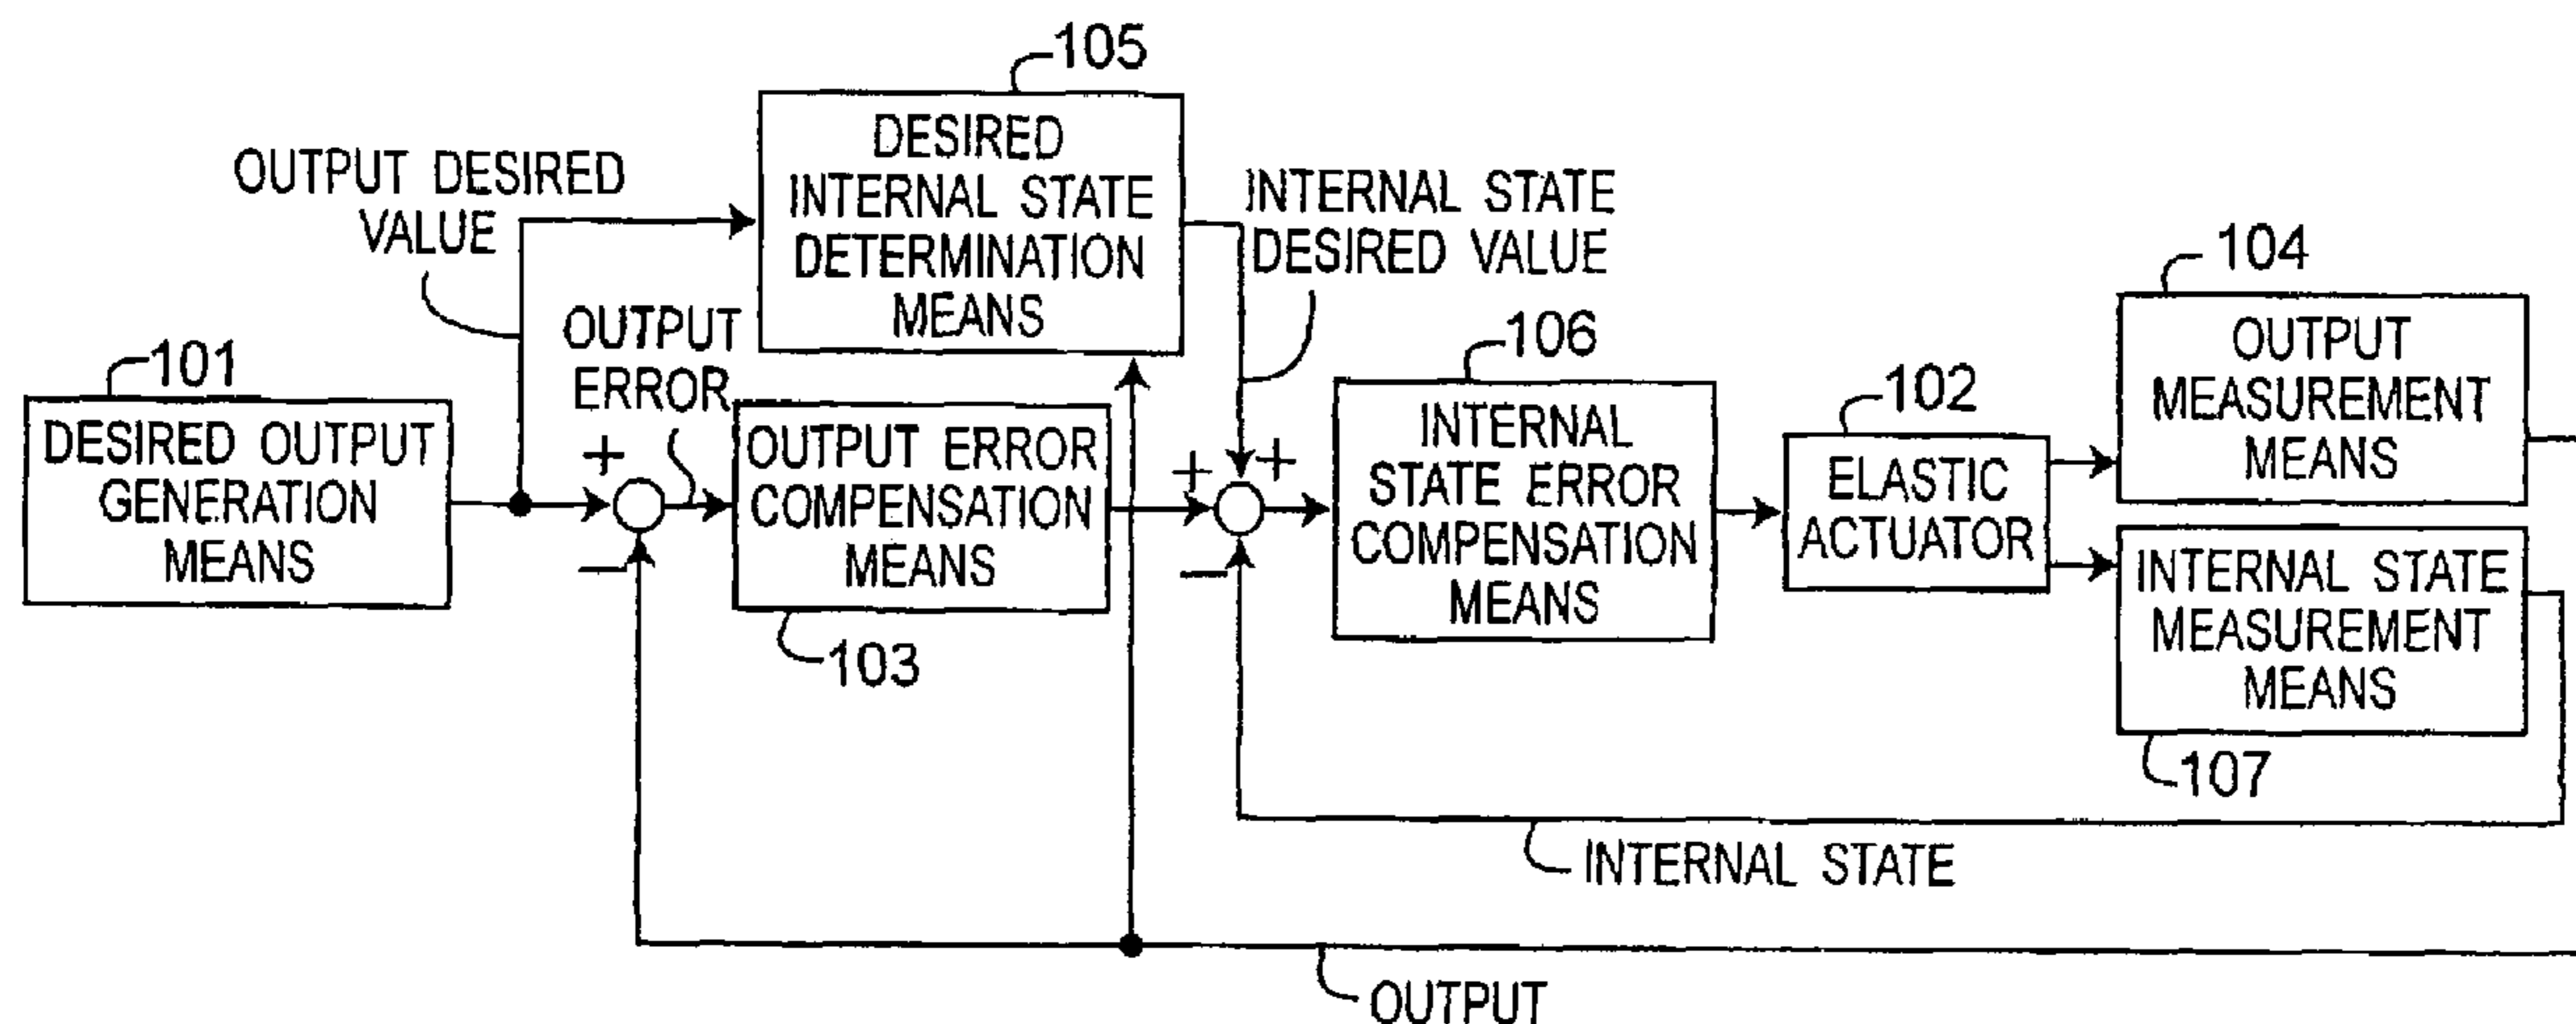 105
DESIRED
INTERNAL STATE
DETERMINATION
MEANS
OUTPUT DESIRED
VALUE
INTERNAL STATE
DESIRED VALUE
OUTPUT
ERROR
101
DESIRED OUTPUT
GENERATION
MEANS
+
−
OUTPUT ERROR
COMPENSATION
MEANS
103
+
+
−
106
INTERNAL
STATE ERROR
COMPENSATION
MEANS
102
ELASTIC
ACTUATOR
104
OUTPUT
MEASUREMENT
MEANS
INTERNAL STATE
MEASUREMENT
MEANS
107
INTERNAL STATE
OUTPUT